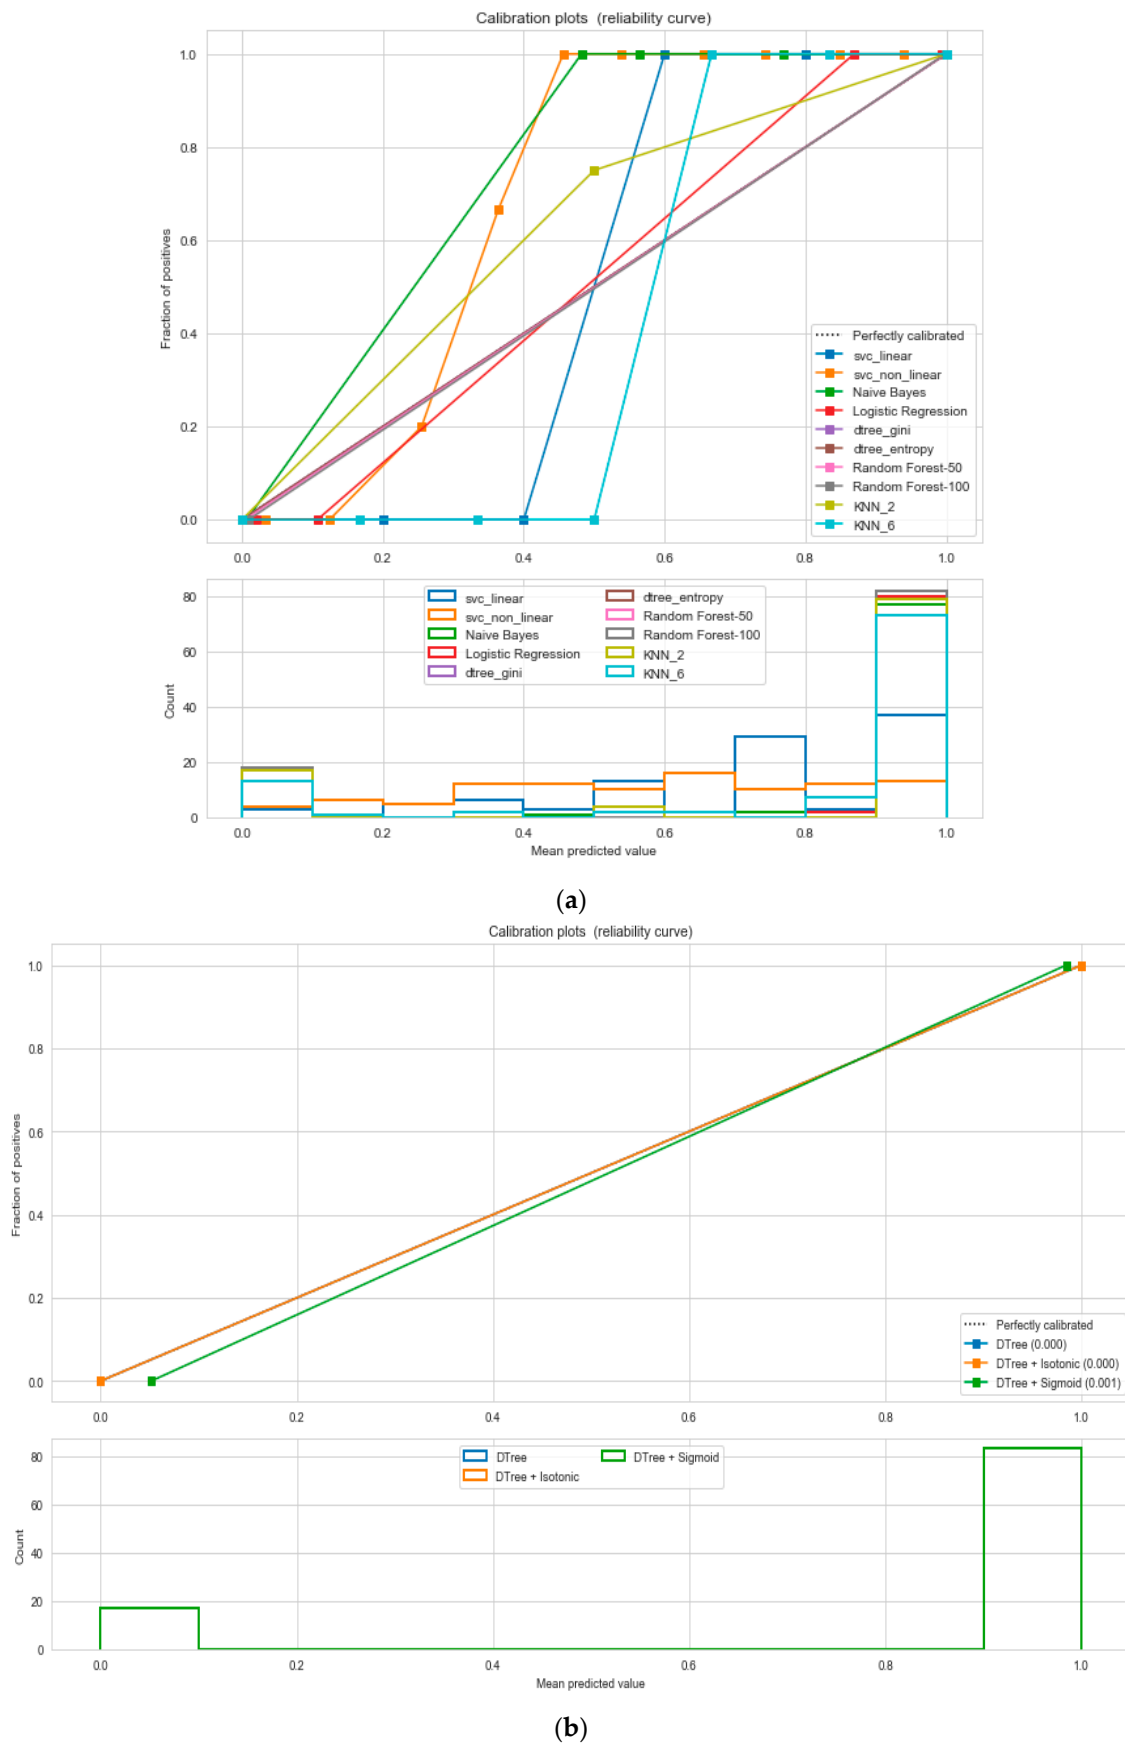 Calibration plots (reliability curve)
1.0
0.8
0.6
0.4
0.2
0.0
Fraction of positives
Perfectly calibrated
svc_linear
svc_non_linear
Naive Bayes
Logistic Regression
dtree_gini
dtree_entropy
Random Forest-50
Random Forest-100
KNN_2
KNN_6
0.0 0.2 0.4 0.6 0.8 1.0
80
60
40
20
0
Count
svc_linear
svc_non_linear
Naive Bayes
Logistic Regression
dtree_gini
dtree_entropy
Random Forest-50
Random Forest-100
KNN_2
KNN_6
0.0 0.2 0.4 0.6 0.8 1.0
Mean predicted value
(a)
Calibration plots (reliability curve)
1.0
0.8
0.6
0.4
0.2
0.0
Fraction of positives
Perfectly calibrated
DTree (0.000)
DTree + Isotonic (0.000)
DTree + Sigmoid (0.001)
0.0 0.2 0.4 0.6 0.8 1.0
80
60
40
20
0
Count
DTree
DTree + Isotonic
DTree + Sigmoid
0.0 0.2 0.4 0.6 0.8 1.0
Mean predicted value
(b)